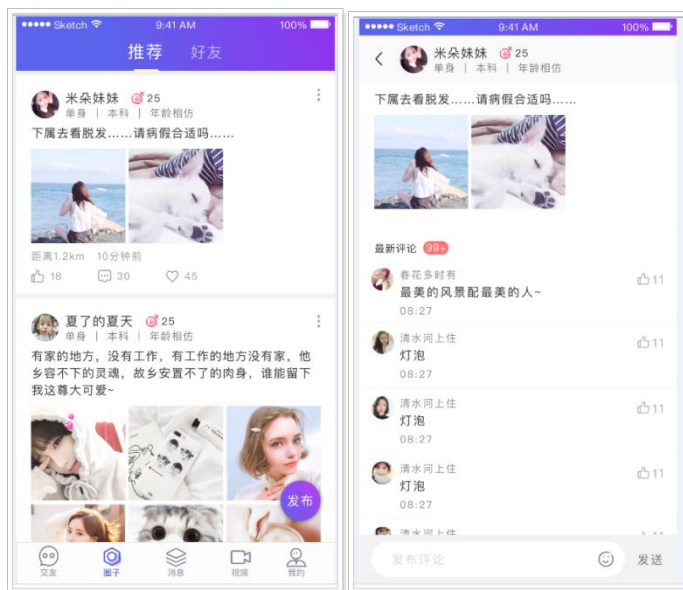 Sketch
9:41 AM
100%
推荐
好友
米朵妹妹 25
单身 | 本科 | 年龄相仿
下属去看脱发……请病假合适吗……
距离1.2km 10分钟前
18 30 45
夏了的夏天 25
单身 | 本科 | 年龄相仿
有家的地方，没有工作，有工作的地方没有家，他
乡容不下的灵魂，故乡安置不了的肉身，谁能留下
我这尊大可爱~
发布
交友 圈子 消息 视频 我的
Sketch
9:41 AM
100%
米朵妹妹 25
单身 | 本科 | 年龄相仿
下属去看脱发……请病假合适吗……
最新评论 99+
春花多时有
11
最美的风景配最美的人~
08:27
清水河上住
11
灯泡
08:27
清水河上住
11
灯泡
08:27
清水河上住
11
灯泡
08:27
清水河上住
发布评论
发送